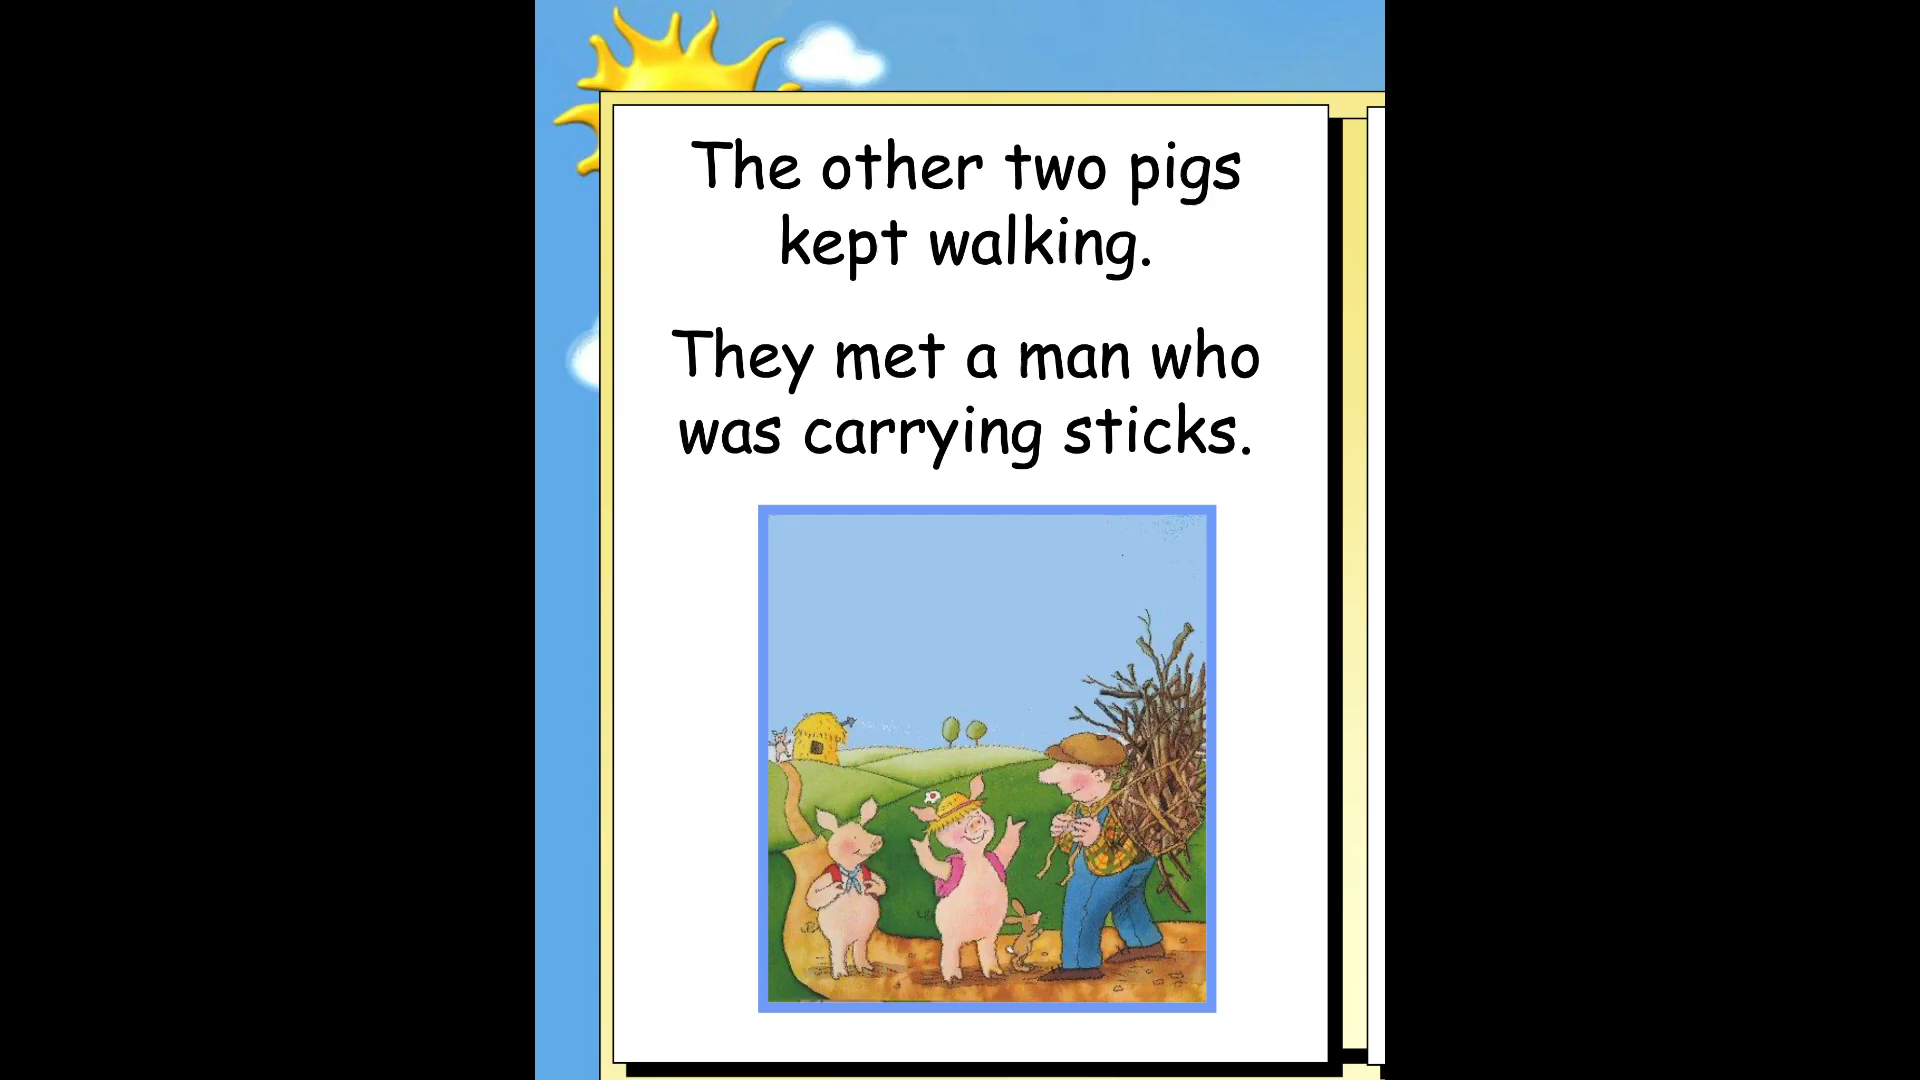 The other two pigs
kept walking.
They met a man who
was carrying sticks.